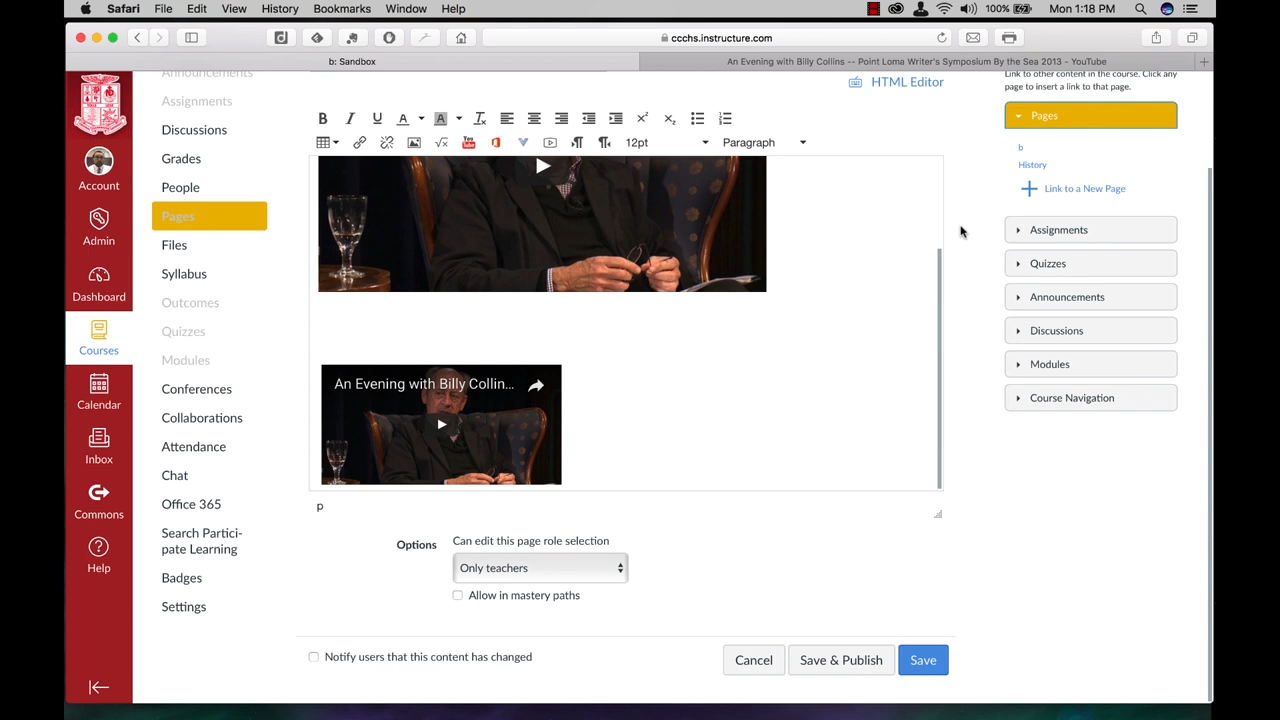 Safari File Edit View History Bookmarks Window Help 100% Mon 1:18 PM
ccchs.instructure.com
b: Sandbox
An Evening with Billy Collins -- Point Loma Writer's Symposium By the Sea 2013 - YouTube
Account
Admin
Dashboard
Courses
Calendar
Inbox
Commons
Help
Announcements
Assignments
Discussions
Grades
People
Pages
Files
Syllabus
Outcomes
Quizzes
Modules
Conferences
Collaborations
Attendance
Chat
Office 365
Search Partici-
pate Learning
Badges
Settings
HTML Editor
12pt
Paragraph
An Evening with Billy Collin...
p
Options
Can edit this page role selection
Only teachers
Allow in mastery paths
Notify users that this content has changed
Cancel
Save & Publish
Save
Link to other content in the course. Click any
page to insert a link to that page.
Pages
b
History
Link to a New Page
Assignments
Quizzes
Announcements
Discussions
Modules
Course Navigation